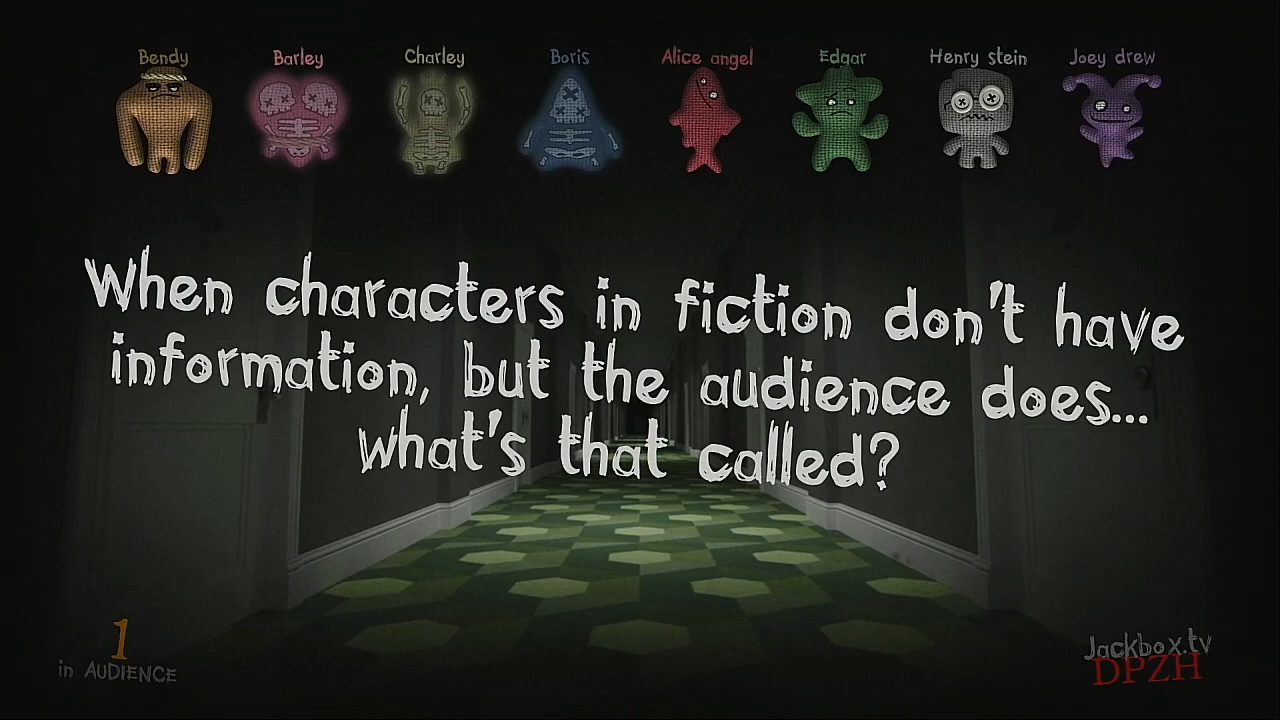 Bendy Barley Charley Boris Alice angel Edgar Henry stein Joey drew
When characters in fiction don't have
information, but the audience does...
what's that called?
1
in AUDIENCE
Jackbox.tv
DPZH